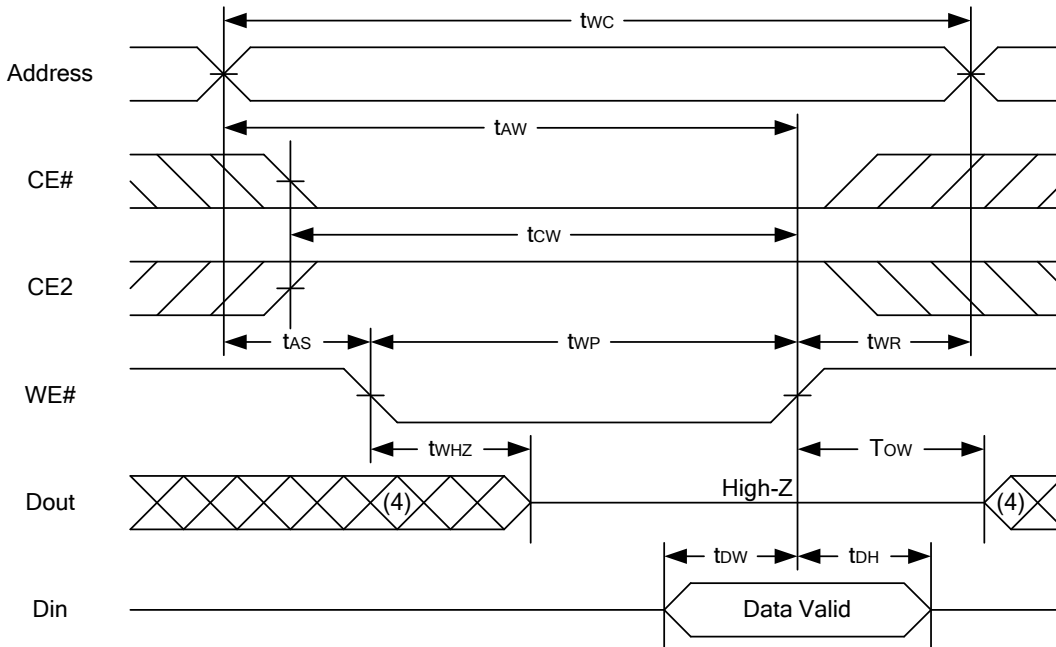 tWC
Address
tAW
CE#
tCW
CE2
tAS
tWP
tWR
WE#
tWHZ
TOW
High-Z
Dout
(4)
(4)
tDW
tDH
Din
Data Valid